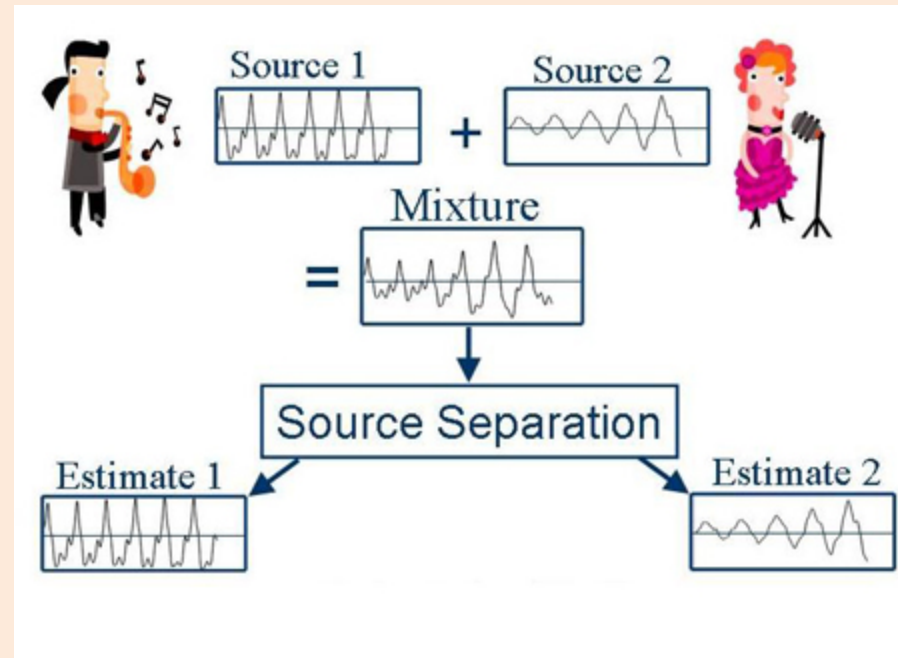 Source 1
Source 2
+
Mixture
=
Source Separation
Estimate 1
Estimate 2